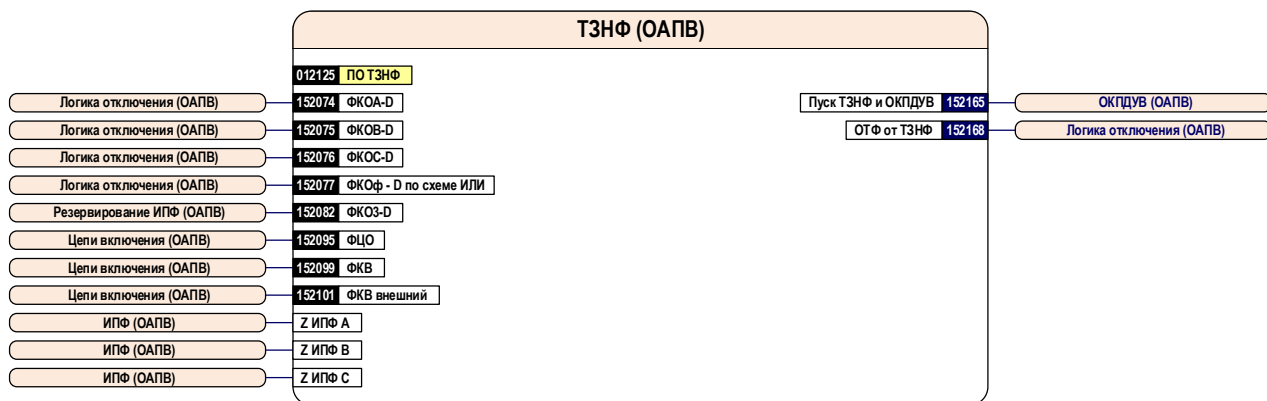 ТЗНФ (ОАПВ)
012125 ПО ТЗНФ
Логика отключения (ОАПВ) 152074 ФКОА-D Пуск ТЗНФ и ОКПДУВ 152165 ОКПДУВ (ОАПВ)
Логика отключения (ОАПВ) 152075 ФКОВ-D ОТФ от ТЗНФ 152168 Логика отключения (ОАПВ)
Логика отключения (ОАПВ) 152076 ФКОС-D
Логика отключения (ОАПВ) 152077 ФКОф - D по схеме ИЛИ
Резервирование ИПФ (ОАПВ) 152082 ФКО3-D
Цепи включения (ОАПВ) 152095 ФЦО
Цепи включения (ОАПВ) 152099 ФКВ
Цепи включения (ОАПВ) 152101 ФКВ внешний
ИПФ (ОАПВ) Z ИПФ А
ИПФ (ОАПВ) Z ИПФ В
ИПФ (ОАПВ) Z ИПФ С